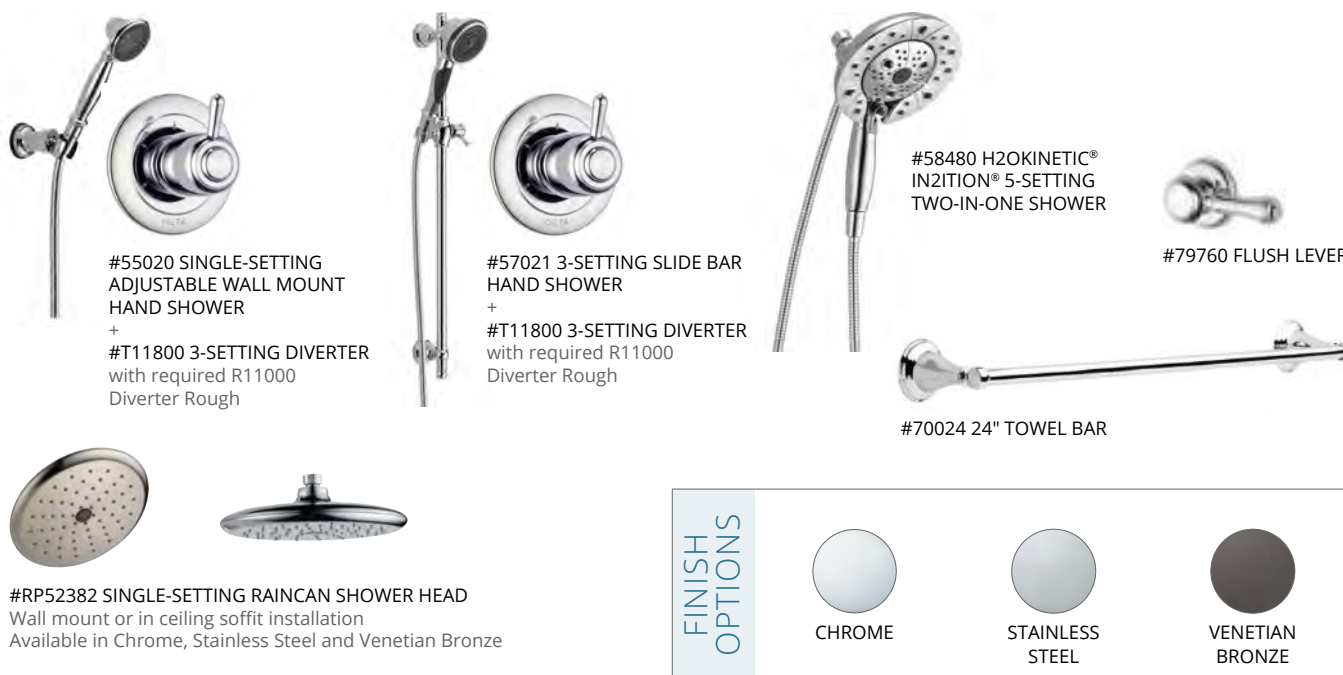 #55020 SINGLE-SETTING
ADJUSTABLE WALL MOUNT
HAND SHOWER
+
#T11800 3-SETTING DIVERTER
with required R11000
Diverter Rough
#57021 3-SETTING SLIDE BAR
HAND SHOWER
+
#T11800 3-SETTING DIVERTER
with required R11000
Diverter Rough
#58480 H2OKINETIC®
IN2ITION® 5-SETTING
TWO-IN-ONE SHOWER
#79760 FLUSH LEVER
#70024 24" TOWEL BAR
#RP52382 SINGLE-SETTING RAINCAN SHOWER HEAD
Wall mount or in ceiling soffit installation
Available in Chrome, Stainless Steel and Venetian Bronze
FINISH
OPTIONS
CHROME
STAINLESS
STEEL
VENETIAN
BRONZE